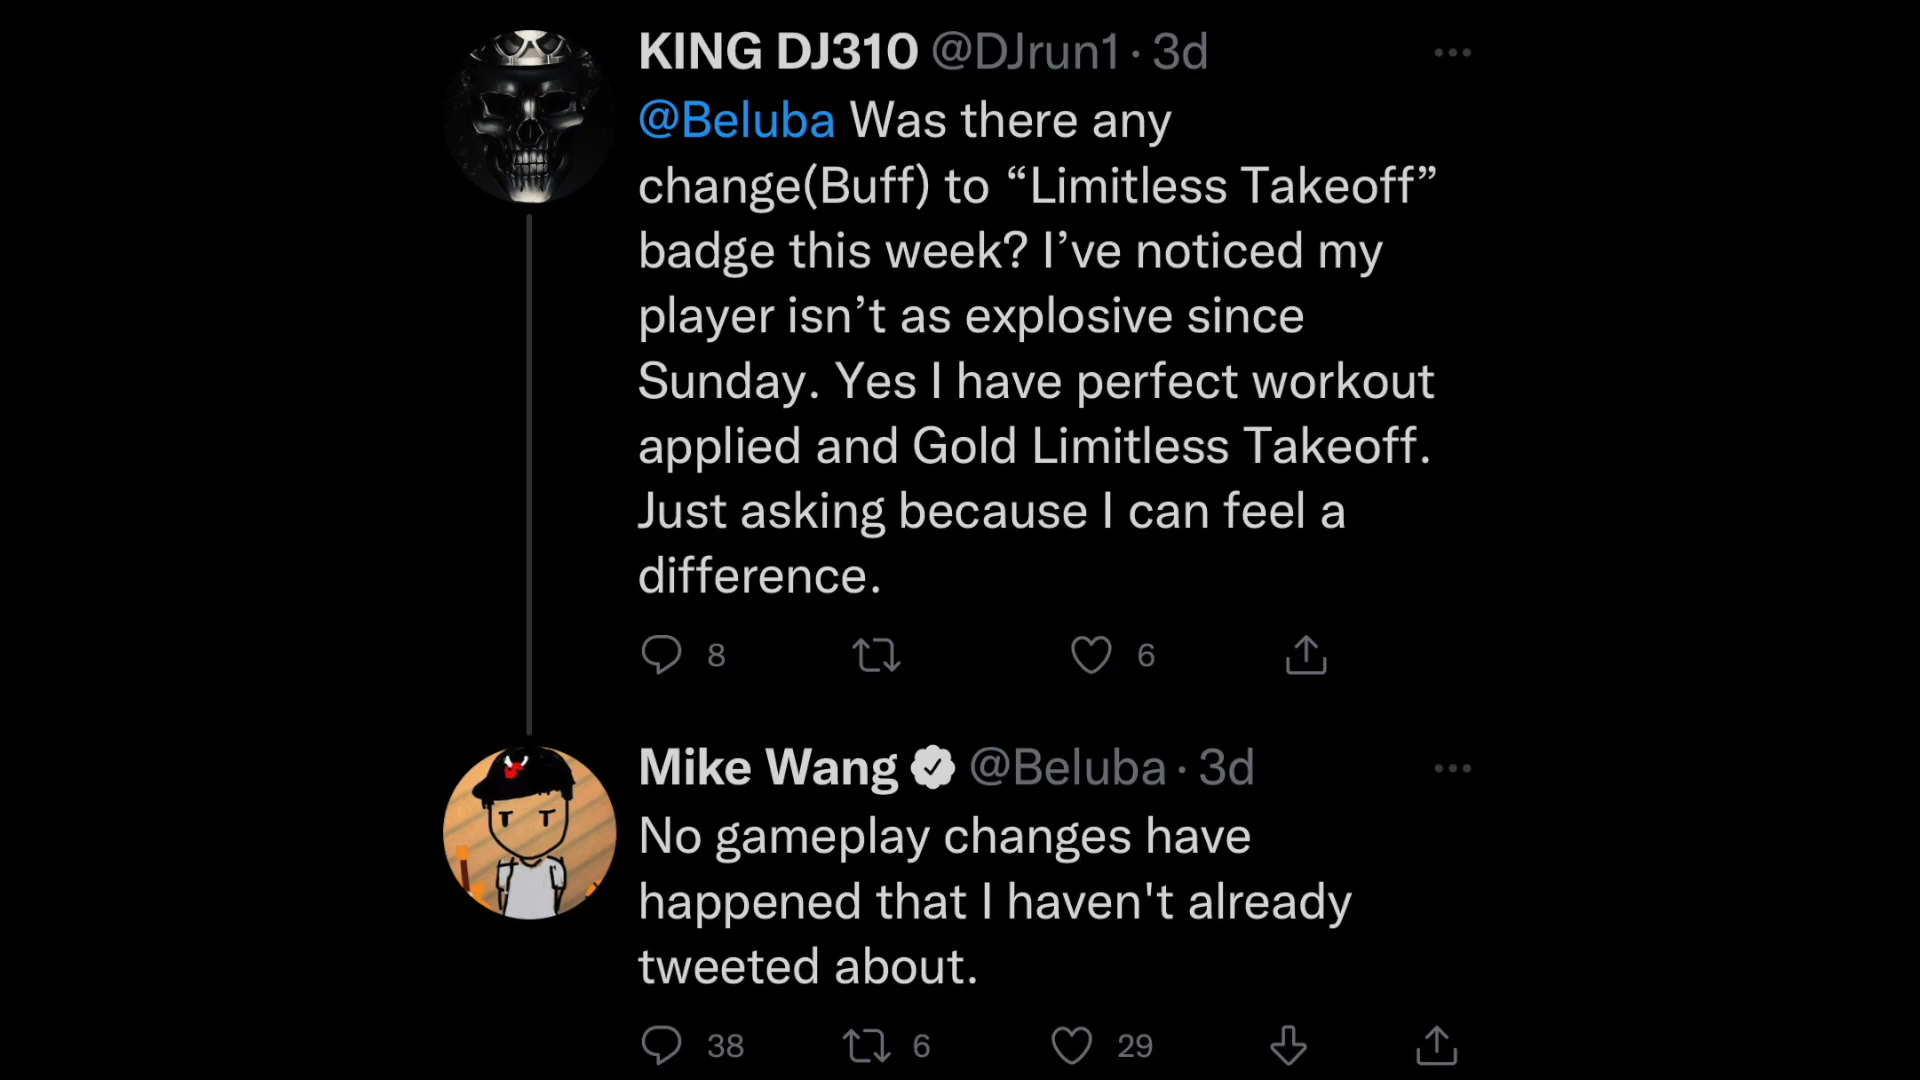 KING DJ310 @DJrun1 · 3d
@Beluba Was there any
change(Buff) to “Limitless Takeoff”
badge this week? I’ve noticed my
player isn’t as explosive since
Sunday. Yes I have perfect workout
applied and Gold Limitless Takeoff.
Just asking because I can feel a
difference.
8 6
Mike Wang @Beluba · 3d
No gameplay changes have
happened that I haven't already
tweeted about.
38 6 29